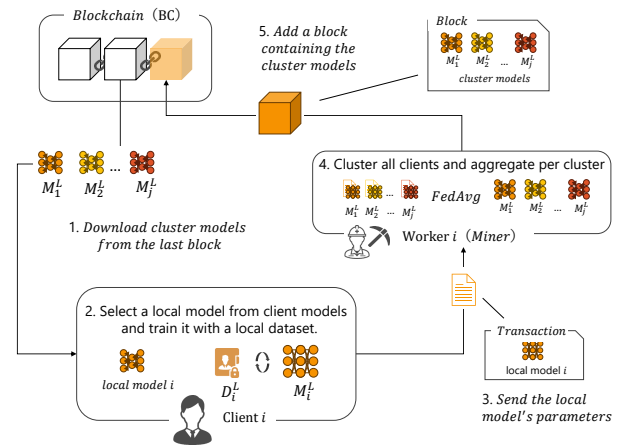 Blockchain (BC)
5. Add a block
containing the
cluster models
Block
M_1^L M_2^L ... M_j^L
cluster models
...
M_1^L M_2^L M_j^L
1. Download cluster models
from the last block
4. Cluster all clients and aggregate per cluster
... FedAvg
M_1^L M_2^L M_j^L M_1^L M_2^L ... M_j^L
Worker i (Miner)
2. Select a local model from client models
and train it with a local dataset.
local model i D_i^L M_i^L
Client i
Transaction
local model i
3. Send the local
model's parameters